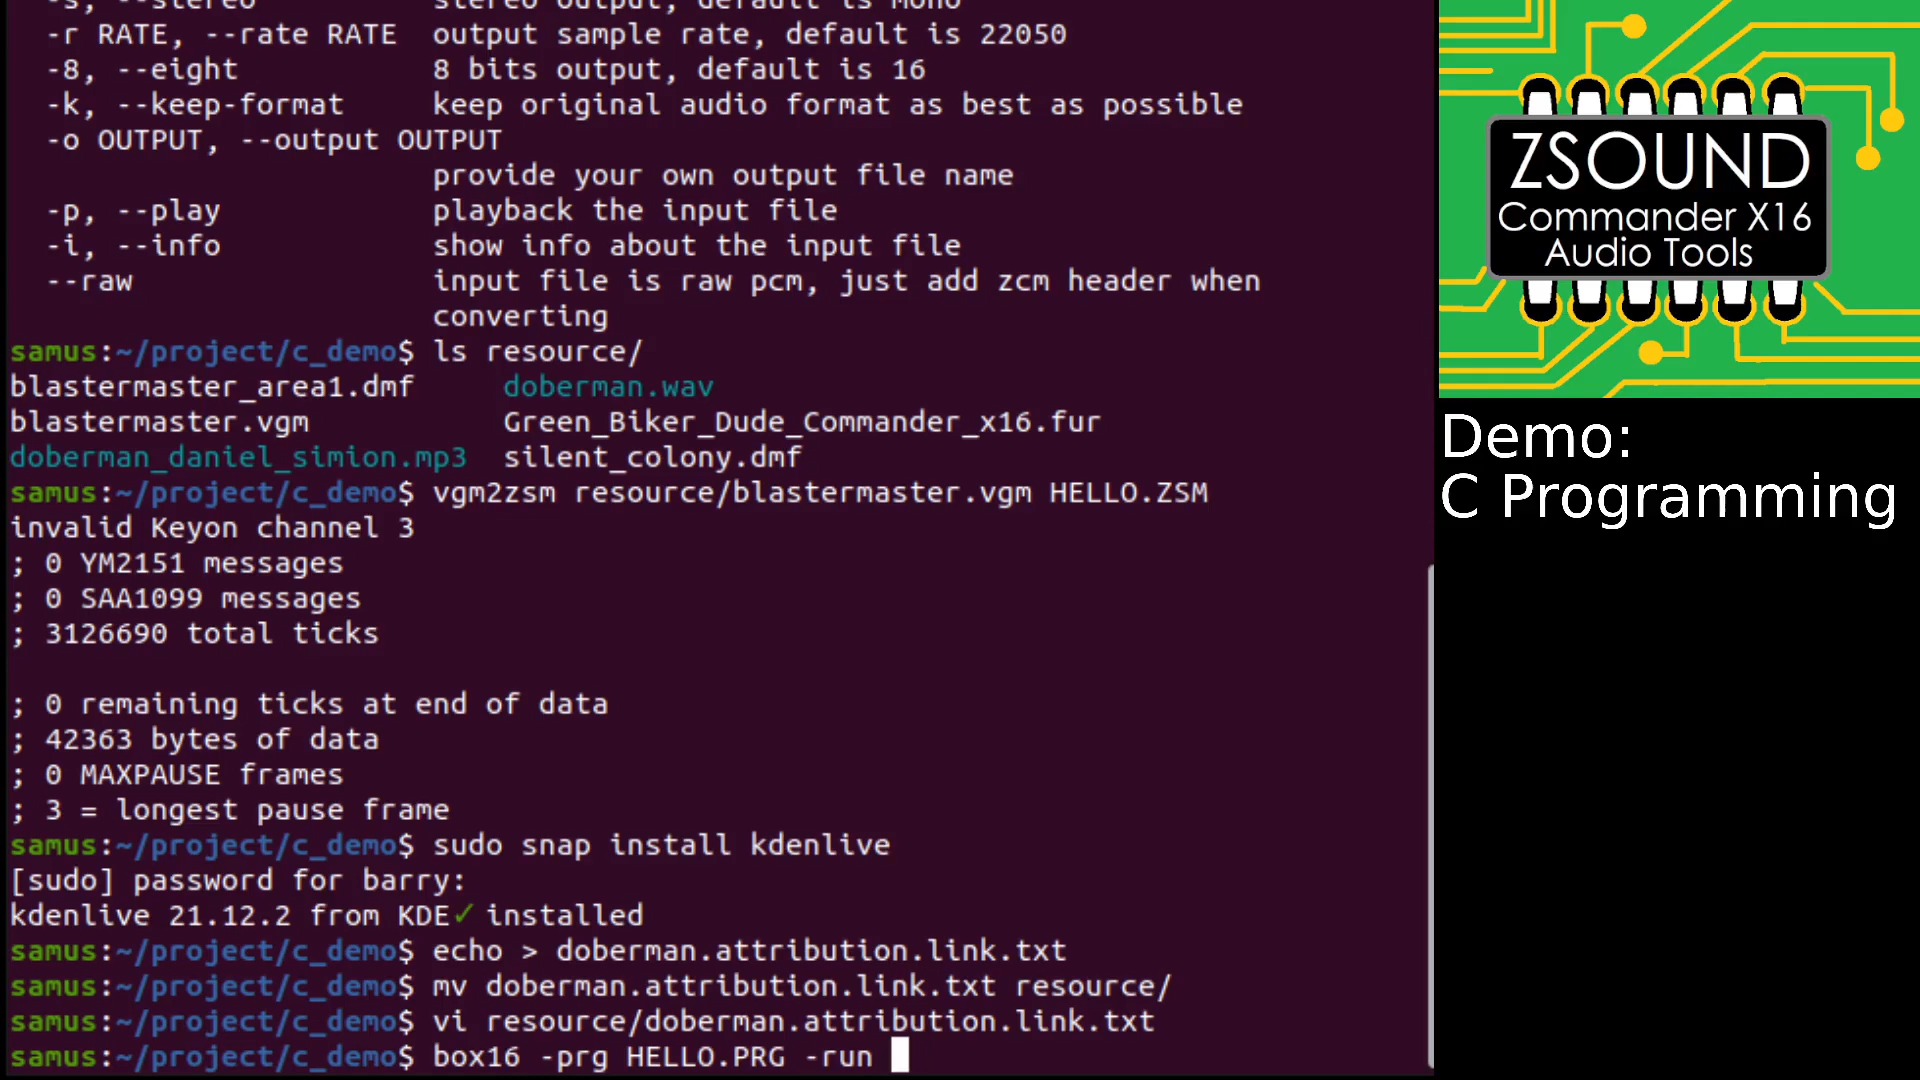 -s, --stereo          stereo output, default is mono
-r RATE, --rate RATE  output sample rate, default is 22050
-8, --eight           8 bits output, default is 16
-k, --keep-format     keep original audio format as best as possible
-o OUTPUT, --output OUTPUT
provide your own output file name
-p, --play            playback the input file
-i, --info            show info about the input file
--raw                 input file is raw pcm, just add zcm header when
converting
samus:~/project/c_demo$ ls resource/
blastermaster_area1.dmf     doberman.wav
blastermaster.vgm           Green_Biker_Dude_Commander_x16.fur
doberman_daniel_simion.mp3  silent_colony.dmf
samus:~/project/c_demo$ vgm2zsm resource/blastermaster.vgm HELLO.ZSM
invalid Keyon channel 3
; 0 YM2151 messages
; 0 SAA1099 messages
; 3126690 total ticks
; 0 remaining ticks at end of data
; 42363 bytes of data
; 0 MAXPAUSE frames
; 3 = longest pause frame
samus:~/project/c_demo$ sudo snap install kdenlive
[sudo] password for barry:
kdenlive 21.12.2 from KDE✓ installed
samus:~/project/c_demo$ echo > doberman.attribution.link.txt
samus:~/project/c_demo$ mv doberman.attribution.link.txt resource/
samus:~/project/c_demo$ vi resource/doberman.attribution.link.txt
samus:~/project/c_demo$ box16 -prg HELLO.PRG -run
ZSOUND
Commander X16
Audio Tools
Demo:
C Programming